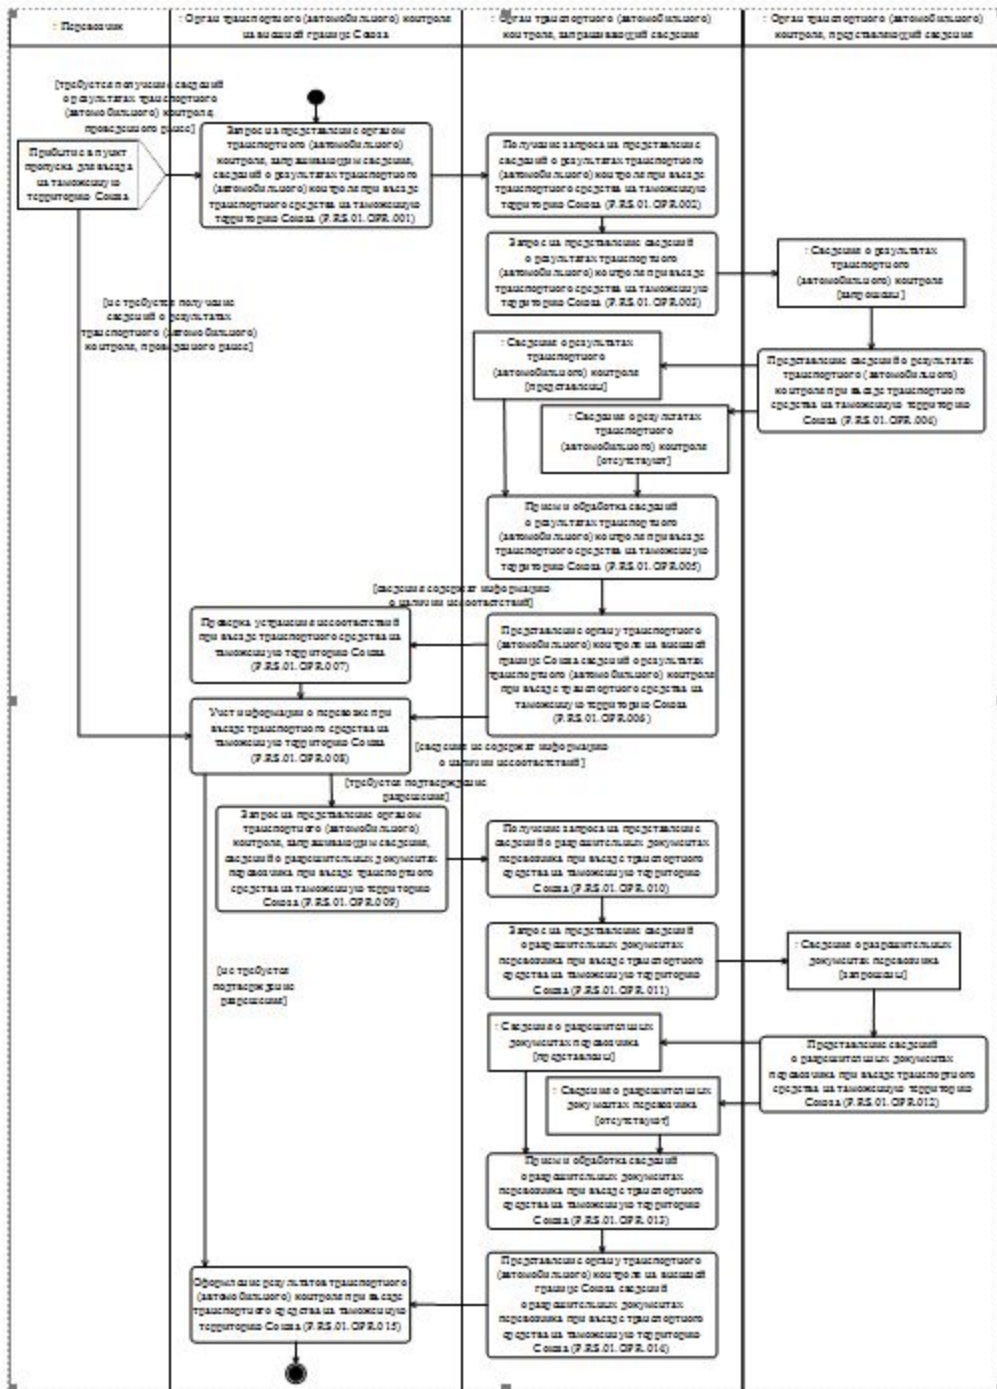 : Перевозчик
: Орган транспортного (автомобильного) контроля
на внешней границе Союза
: Орган транспортного (автомобильного)
контроля, запрашивающий сведения
: Орган транспортного (автомобильного)
контроля, представляющий сведения
[требуется получение сведений
о результатах транспортного
(автомобильного) контроля,
проведенного ранее]
Прибытие в пункт
пропуска для въезда
на таможенную
территорию Союза
Запрос на представление органом
транспортного (автомобильного)
контроля, запрашивающим сведения,
сведений о результатах транспортного
(автомобильного) контроля при въезде
транспортного средства на таможенную
территорию Союза (P.RS.01.OPR.001)
Получение запроса на представление
сведений о результатах транспортного
(автомобильного) контроля при въезде
транспортного средства на таможенную
территорию Союза (P.RS.01.OPR.002)
Запрос на представление сведений
о результатах транспортного
(автомобильного) контроля при въезде
транспортного средства на таможенную
территорию Союза (P.RS.01.OPR.003)
: Сведения о результатах
транспортного
(автомобильного) контроля
[запрошены]
[не требуется получение
сведений о результатах
транспортного (автомобильного)
контроля, проведенного ранее]
: Сведения о результатах
транспортного
(автомобильного) контроля
[представлены]
Представление сведений о результатах
транспортного (автомобильного)
контроля при въезде транспортного
средства на таможенную территорию
Союза (P.RS.01.OPR.004)
: Сведения о результатах
транспортного
(автомобильного) контроля
[отсутствуют]
Прием и обработка сведений
о результатах транспортного
(автомобильного) контроля при въезде
транспортного средства на таможенную
территорию Союза (P.RS.01.OPR.005)
[сведения содержат информацию
о наличии несоответствий]
Проверка устранения несоответствий
при въезде транспортного средства на
таможенную территорию Союза
(P.RS.01.OPR.007)
Представление органу транспортного
(автомобильного) контроля на внешней
границе Союза сведений о результатах
транспортного (автомобильного) контроля
при въезде транспортного средства на
таможенную территорию Союза
(P.RS.01.OPR.006)
Учет информации о перевозке при
въезде транспортного средства на
таможенную территорию Союза
(P.RS.01.OPR.008)
[сведения не содержат информацию
о наличии несоответствий]
[требуется подтверждение
разрешения]
Запрос на представление органом
транспортного (автомобильного)
контроля, запрашивающим сведения,
сведений о разрешительных документах
перевозчика при въезде транспортного
средства на таможенную территорию
Союза (P.RS.01.OPR.009)
Получение запроса на представление
сведений о разрешительных документах
перевозчика при въезде транспортного
средства на таможенную территорию
Союза (P.RS.01.OPR.010)
Запрос на представление сведений
о разрешительных документах
перевозчика при въезде транспортного
средства на таможенную территорию
Союза (P.RS.01.OPR.011)
: Сведения о разрешительных
документах перевозчика
[запрошены]
[не требуется
подтверждение
разрешения]
: Сведения о разрешительных
документах перевозчика
[представлены]
Представление сведений
о разрешительных документах
перевозчика при въезде транспортного
средства на таможенную территорию
Союза (P.RS.01.OPR.012)
: Сведения о разрешительных
документах перевозчика
[отсутствуют]
Прием и обработка сведений
о разрешительных документах
перевозчика при въезде транспортного
средства на таможенную территорию
Союза (P.RS.01.OPR.013)
Представление органу транспортного
(автомобильного) контроля на внешней
границе Союза сведений
о разрешительных документах
перевозчика при въезде транспортного
средства на таможенную территорию
Союза (P.RS.01.OPR.014)
Оформление результатов транспортного
(автомобильного) контроля при въезде
транспортного средства на таможенную
территорию Союза (P.RS.01.OPR.015)